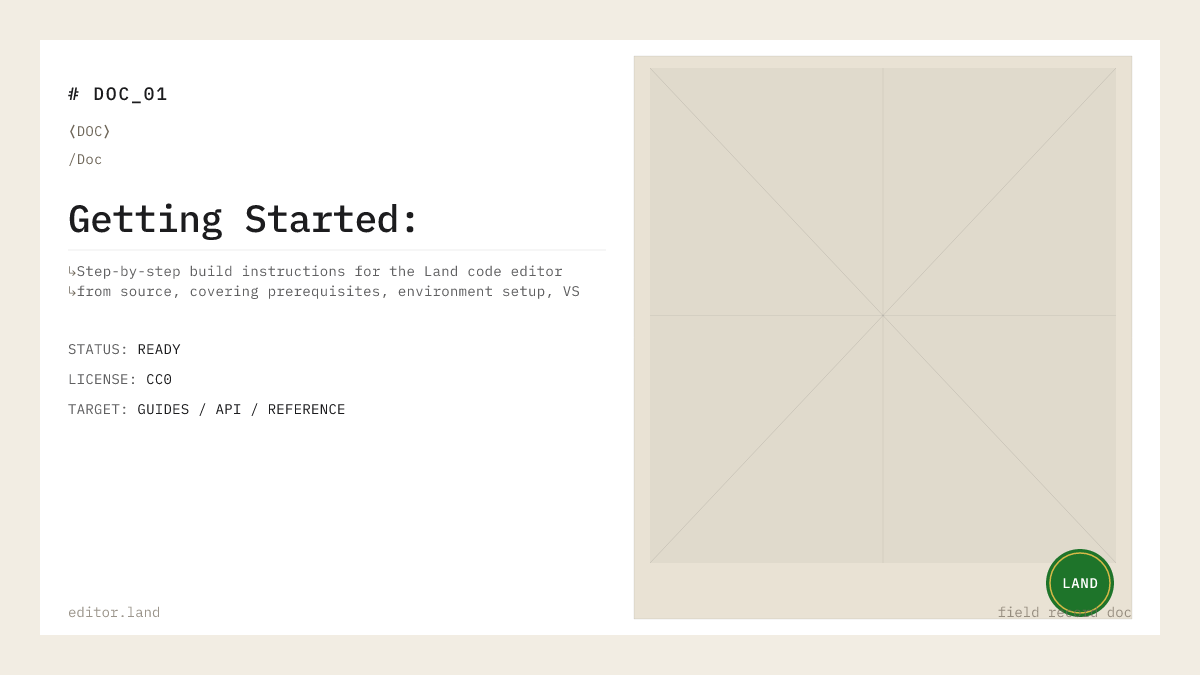 # DOC_01
⟨DOC⟩
/Doc
Getting Started:
↳Step-by-step build instructions for the Land code editor
↳from source, covering prerequisites, environment setup, VS
STATUS: READY
LICENSE: CC0
TARGET: GUIDES / API / REFERENCE
LAND
editor.land
field record doc